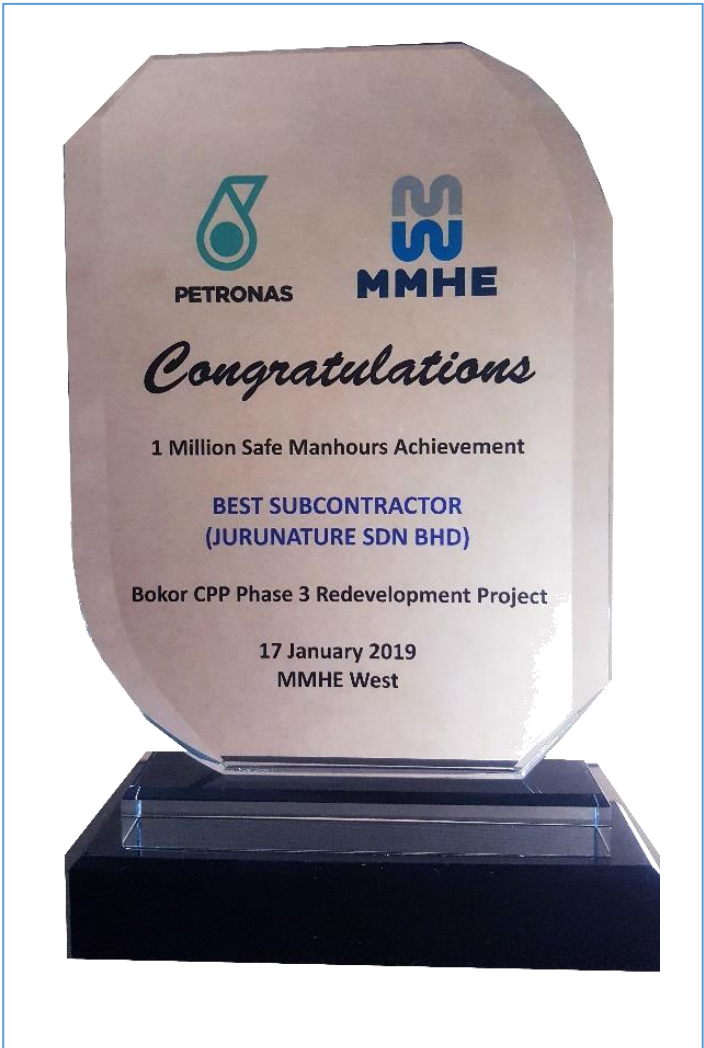 PETRONAS
MMHE
Congratulations
1 Million Safe Manhours Achievement
BEST SUBCONTRACTOR
(JURUNATURE SDN BHD)
Bokor CPP Phase 3 Redevelopment Project
17 January 2019
MMHE West